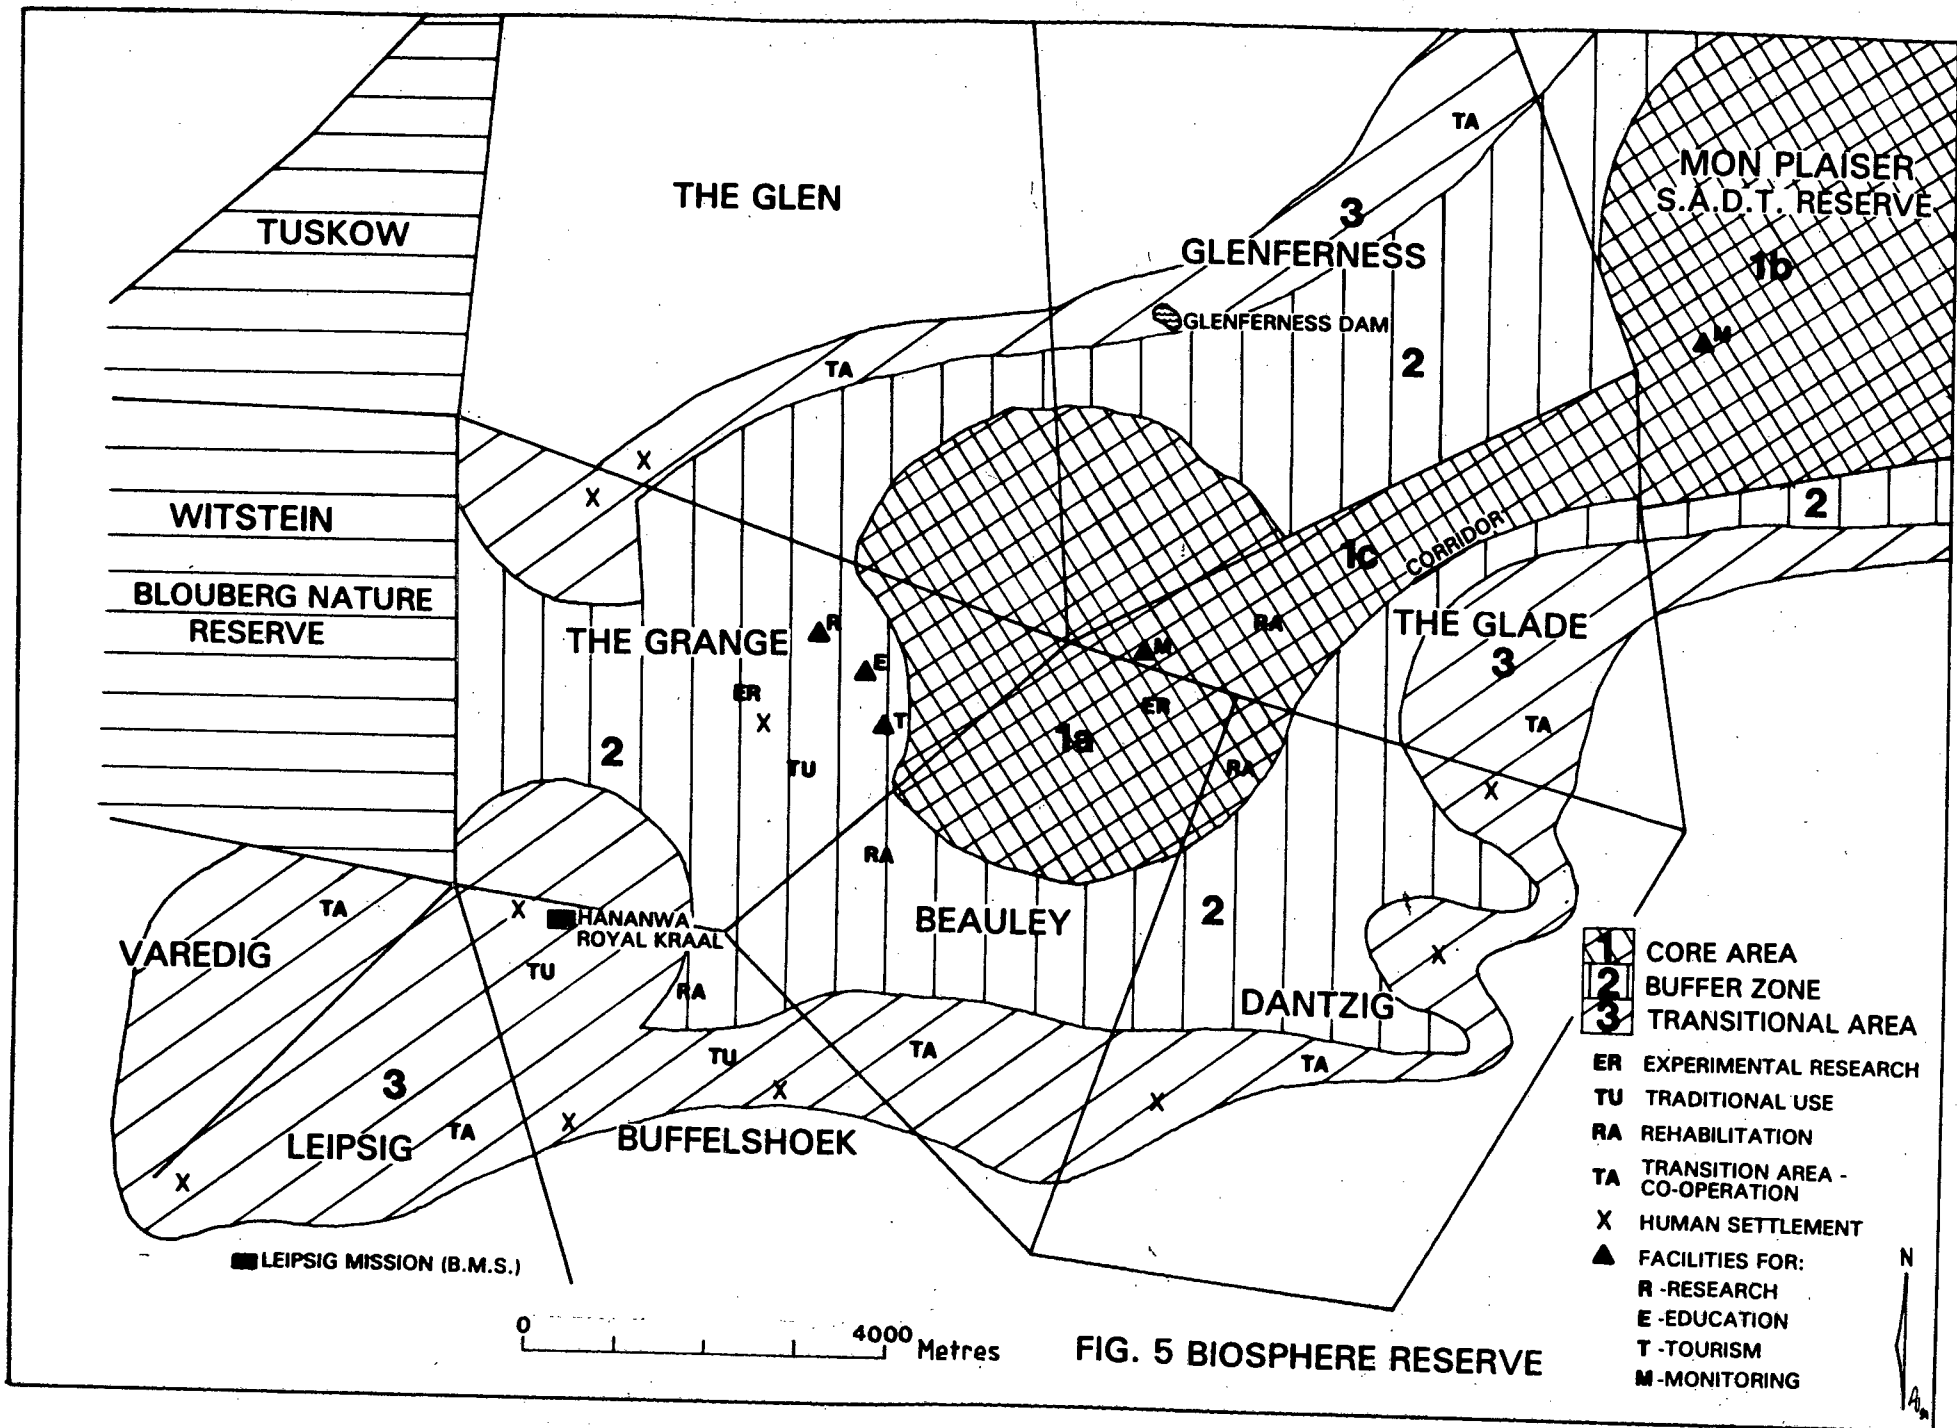 TUSKOW
THE GLEN
TA
MON PLAISER
S.A.D.T. RESERVE
3
GLENFERNESS
1b
GLENFERNESS DAM
M
2
TA
X
X
2
WITSTEIN
1c
CORRIDOR
BLOUBERG NATURE
RESERVE
THE GRANGE
R
RA
THE GLADE
M
E
3
ER
ER
X
T
TA
1a
2
TU
RA
X
RA
TA
X
HANANWA
ROYAL KRAAL
BEAULEY
2
VAREDIG
X
TU
RA
DANTZIG
TU
TA
TA
3
X
X
X
LEIPSIG
TA
BUFFELSHOEK
X
LEIPSIG MISSION (B.M.S.)
1 CORE AREA
2 BUFFER ZONE
3 TRANSITIONAL AREA
ER EXPERIMENTAL RESEARCH
TU TRADITIONAL USE
RA REHABILITATION
TA TRANSITION AREA -
CO-OPERATION
X HUMAN SETTLEMENT
FACILITIES FOR:
R -RESEARCH
E -EDUCATION
T -TOURISM
M -MONITORING
N
0 4000 Metres
FIG. 5 BIOSPHERE RESERVE